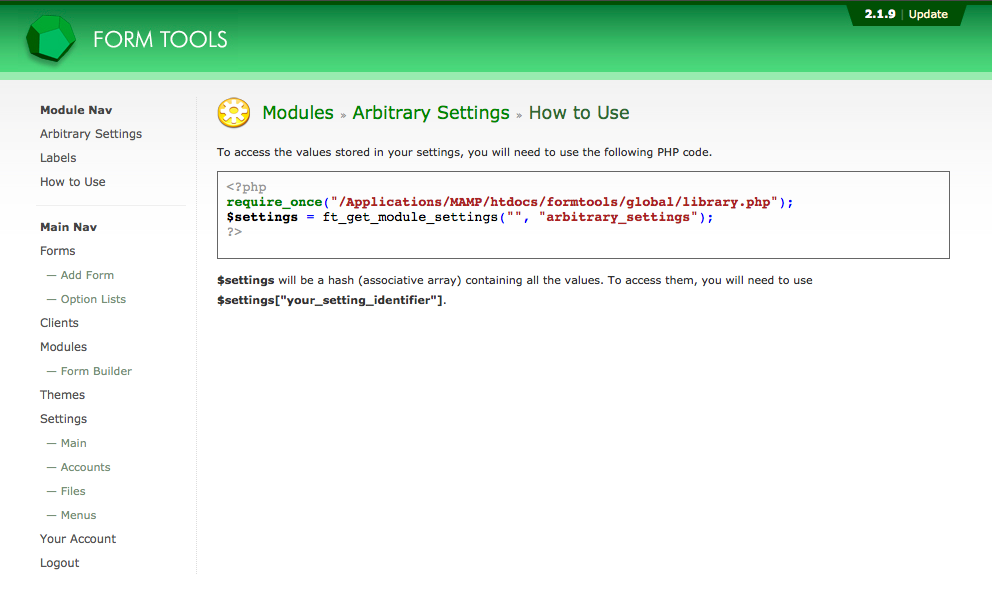 2.1.9 | Update
FORM TOOLS
Module Nav
Arbitrary Settings
Labels
How to Use
Main Nav
Forms
— Add Form
— Option Lists
Clients
Modules
— Form Builder
Themes
Settings
— Main
— Accounts
— Files
— Menus
Your Account
Logout
Modules » Arbitrary Settings » How to Use
To access the values stored in your settings, you will need to use the following PHP code.
<?php
require_once("/Applications/MAMP/htdocs/formtools/global/library.php");
$settings = ft_get_module_settings("", "arbitrary_settings");
?>
$settings will be a hash (associative array) containing all the values. To access them, you will need to use
$settings["your_setting_identifier"].